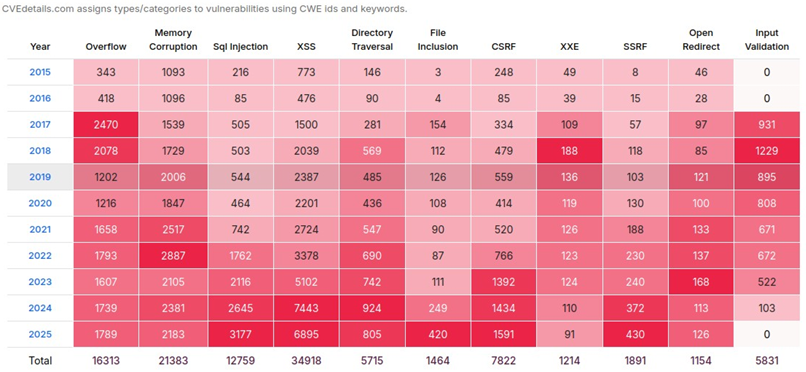 CVEdetails.com assigns types/categories to vulnerabilities using CWE ids and keywords.
Year Overflow Memory Corruption Sql Injection XSS Directory Traversal File Inclusion CSRF XXE SSRF Open Redirect Input Validation
2015 343 1093 216 773 146 3 248 49 8 46 0
2016 418 1096 85 476 90 4 85 39 15 28 0
2017 2470 1539 505 1500 281 154 334 109 57 97 931
2018 2078 1729 503 2039 569 112 479 188 118 85 1229
2019 1202 2006 544 2387 485 126 559 136 103 121 895
2020 1216 1847 464 2201 436 108 414 119 130 100 808
2021 1658 2517 742 2724 547 90 520 126 188 133 671
2022 1793 2887 1762 3378 690 87 766 123 230 137 672
2023 1607 2105 2116 5102 742 111 1392 124 240 168 522
2024 1739 2381 2645 7443 924 249 1434 110 372 113 103
2025 1789 2183 3177 6895 805 420 1591 91 430 126 0
Total 16313 21383 12759 34918 5715 1464 7822 1214 1891 1154 5831